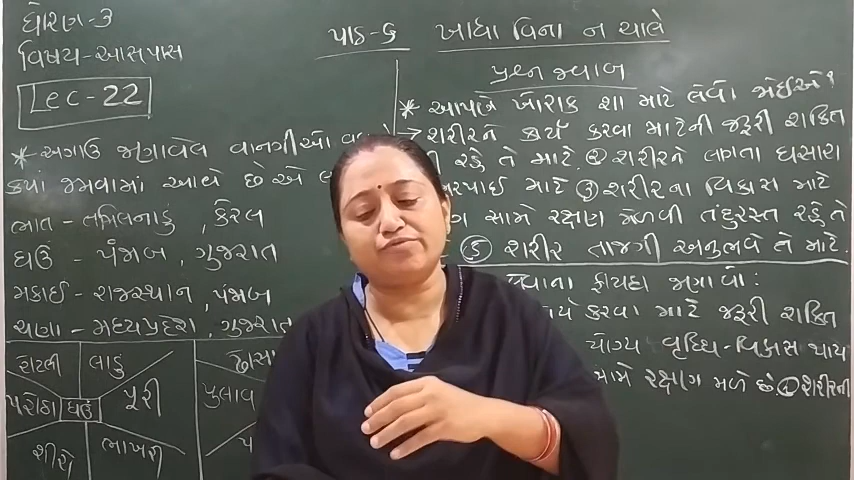 ધોરણ-૩
વિષય-આસપાસ
Lec-22
પાઠ-૬ ખાધા વિના ન ચાલે
* અગાઉ જણાવેલ વાનગીઓ
કયાં જમવામાં આવે છે એ
ભાત - તમિલનાડું, કેરલ
ઘઉં - પંજાબ, ગુજરાત
મકાઈ - રાજસ્થાન, પંજાબ
ચણા - મધ્યપ્રદેશ, ગુજરાત
રોટલી લાડુ
પરોઠા ઘઉં પૂરી
શીરો ભાખરી
પુલાવ
પ્રશ્ન જવાબ
* આપણે ખોરાક શા માટે લેવો જોઈએ?
→ શરીરને કાર્ય કરવા માટેની જરૂરી શક્તિ
રહે તે માટે. ② શરીરને લાગતા ઘસારા
માટે ③ શરીરના વિકાસ માટે
સામે રક્ષણ મેળવી તંદુરસ્ત રહે તે
⑤ શરીર તાજગી અનુભવે તે માટે.
ફાયદા જણાવો:
કરવા માટે જરૂરી શક્તિ
યોગ્ય વૃધ્ધિ-વિકાસ થાય
સામે રક્ષણ મળે છે. શરીરની